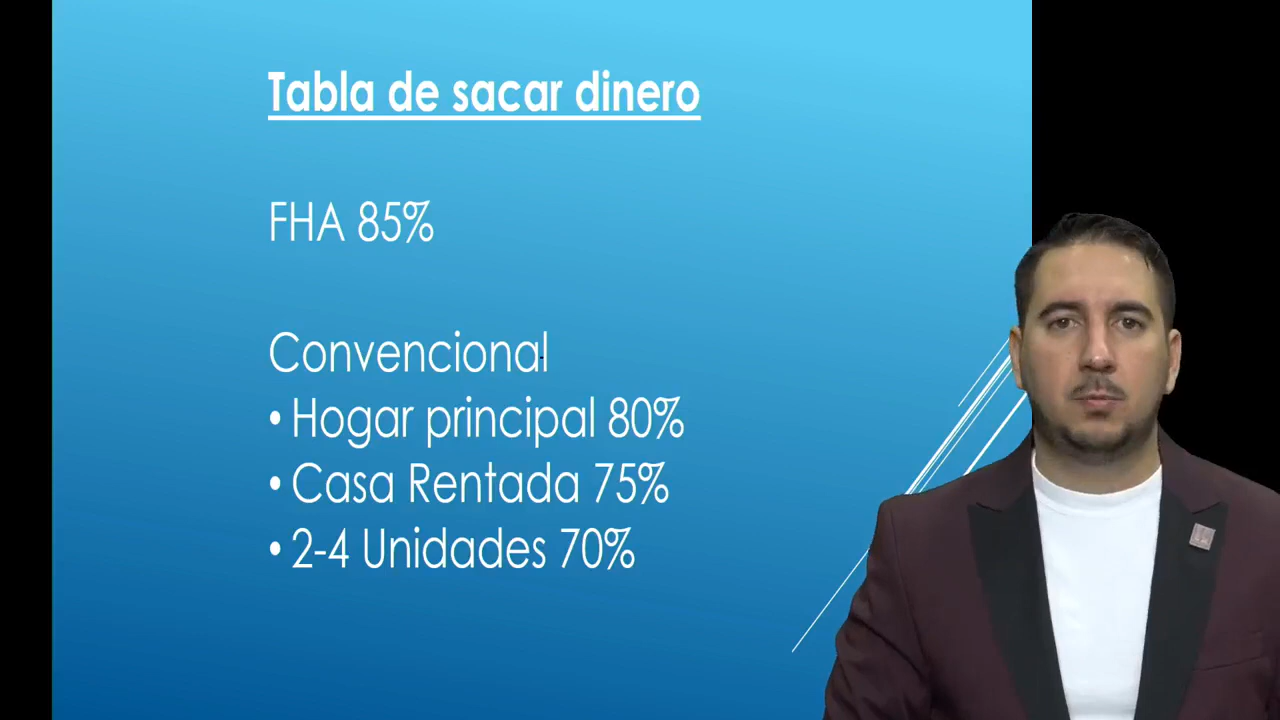 Tabla de sacar dinero
FHA 85%
Convencional
• Hogar principal 80%
• Casa Rentada 75%
• 2-4 Unidades 70%